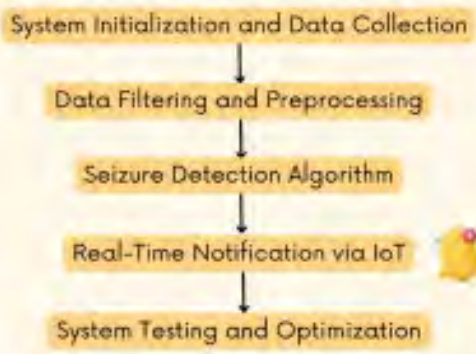 System Initialization and Data Collection
Data Filtering and Preprocessing
Seizure Detection Algorithm
Real-Time Notification via IoT
System Testing and Optimization